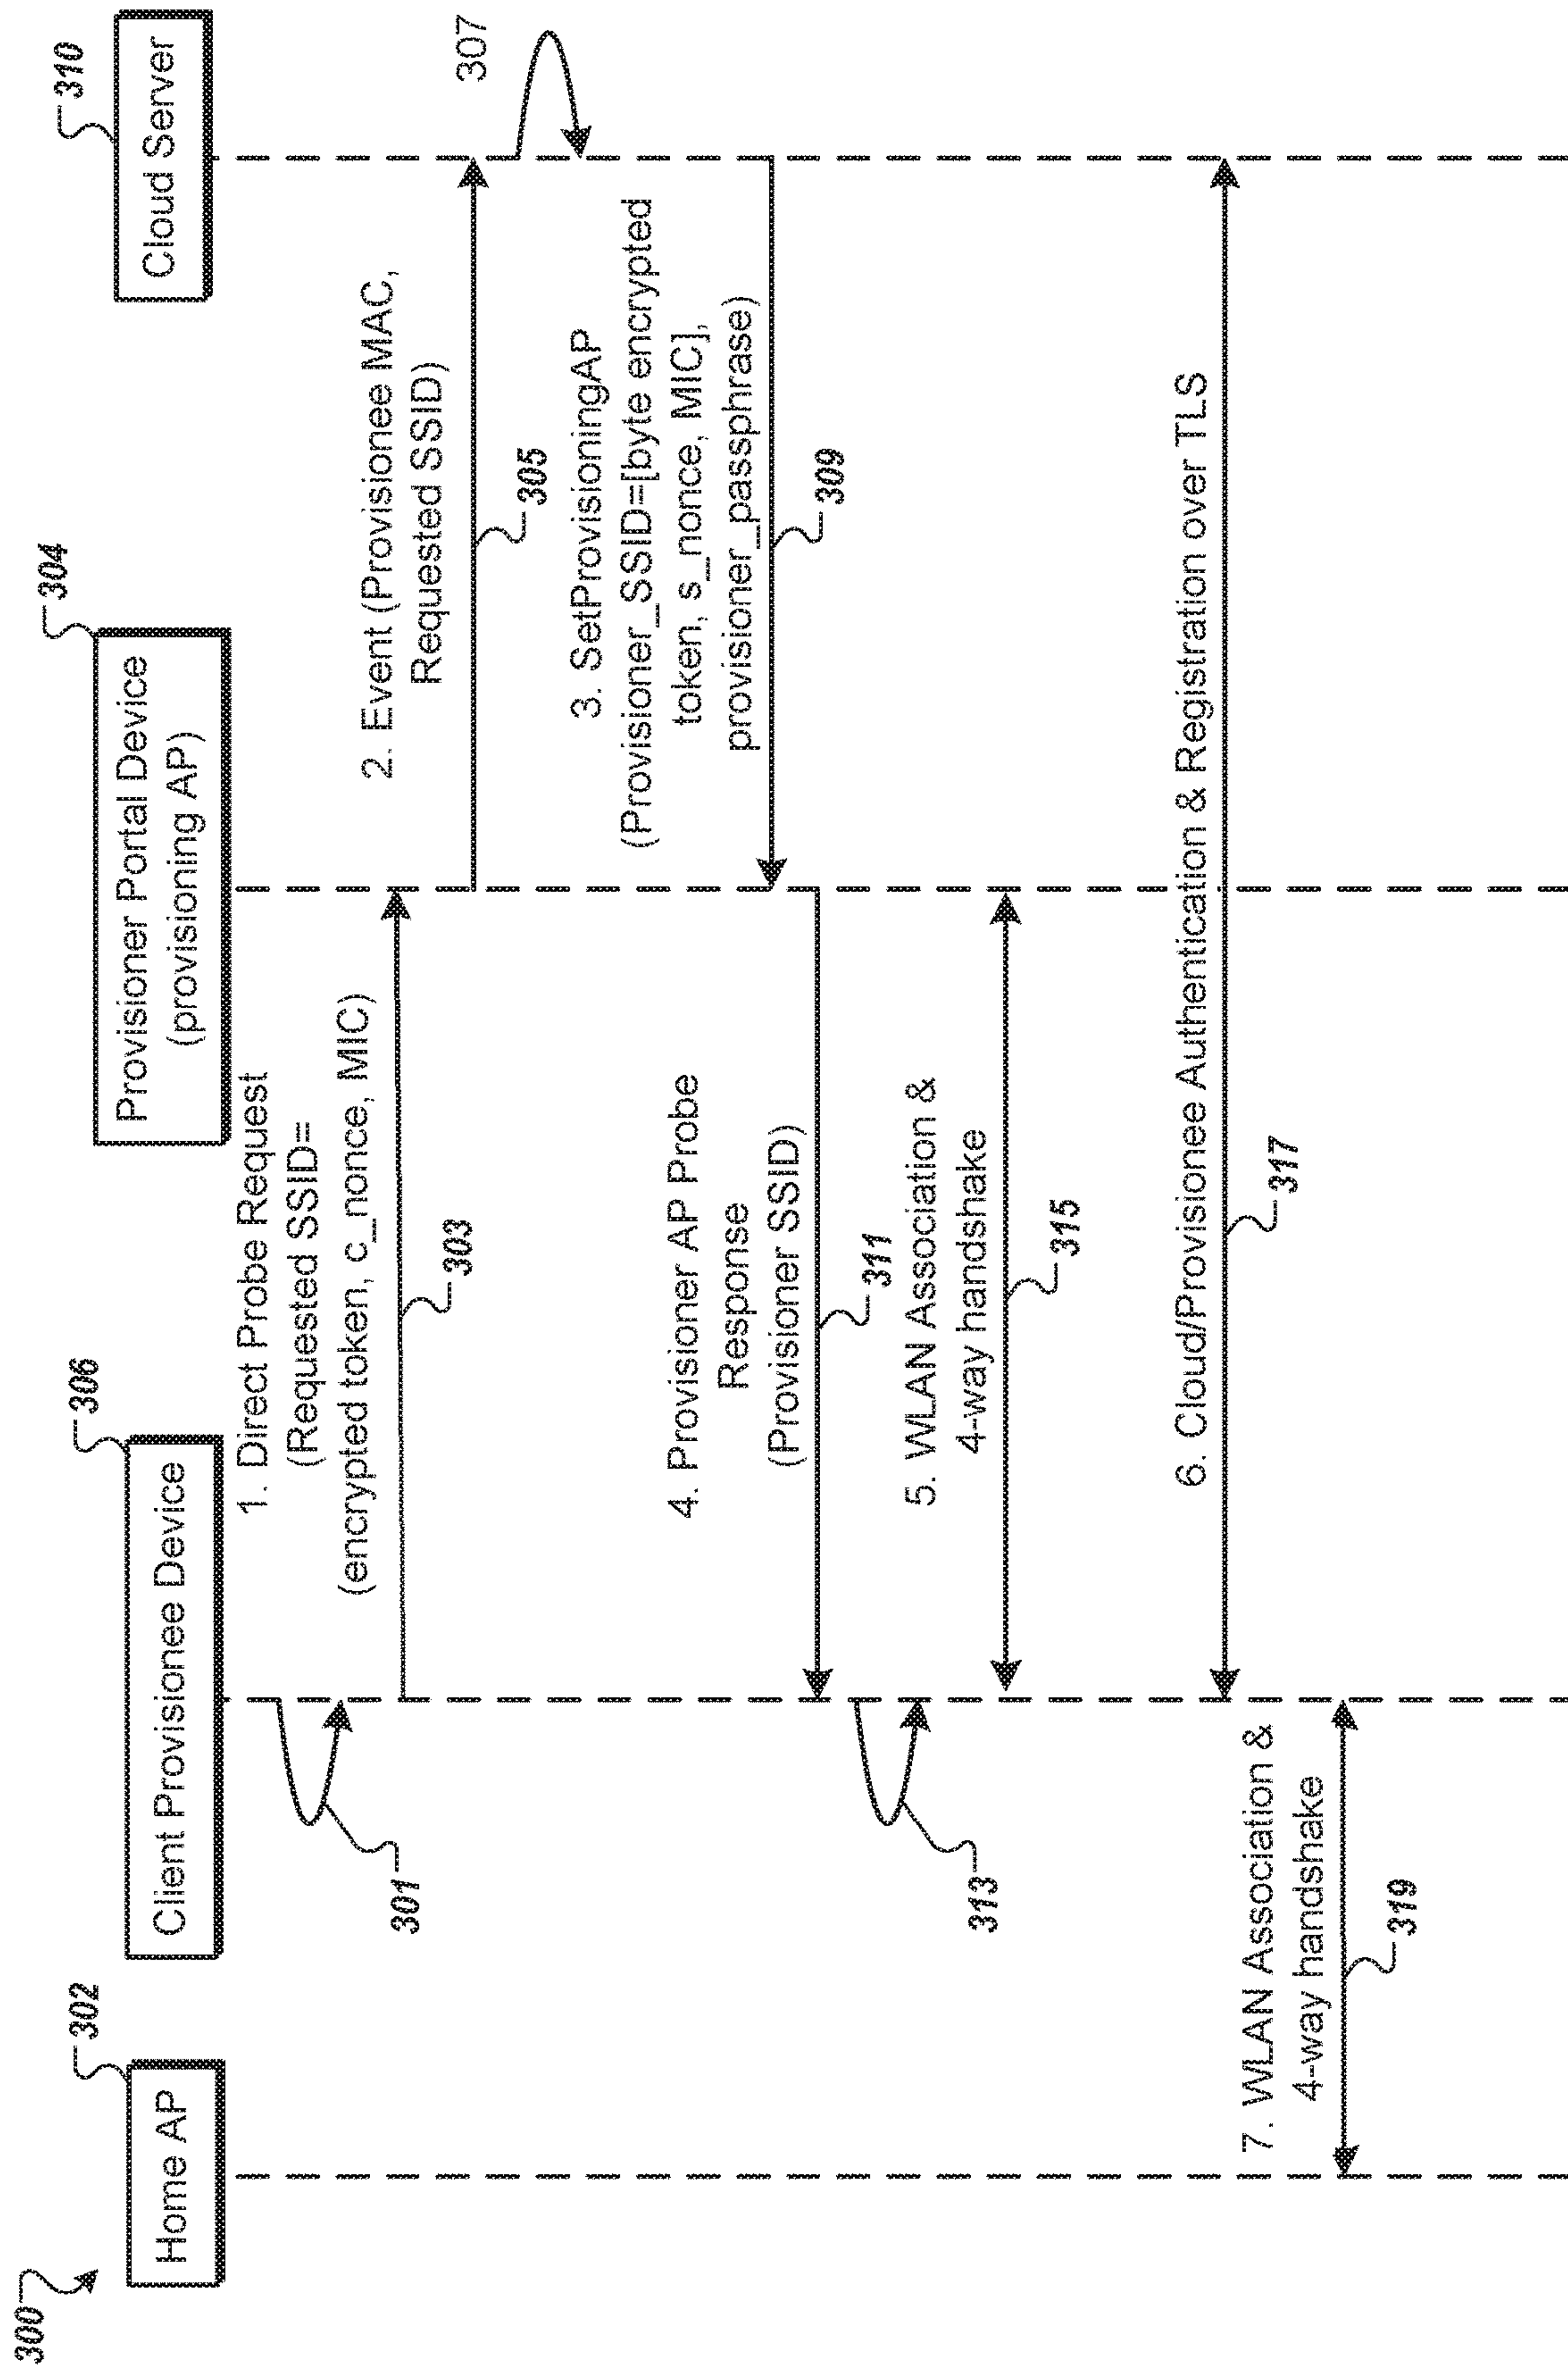 300
302
Home AP
306
Client Provisionee Device
304
Provisioner Portal Device
(provisioning AP)
310
Cloud Server
301
1. Direct Probe Request
(Requested SSID=
(encrypted token, c_nonce, MIC)
303
2. Event (Provisionee MAC,
Requested SSID)
305
307
3. SetProvisioningAP
(Provisioner_SSID=[byte encrypted
token, s_nonce, MIC],
provisioner_passphrase)
309
4. Provisioner AP Probe
Response
(Provisioner SSID)
311
313
5. WLAN Association &
4-way handshake
315
6. Cloud/Provisionee Authentication & Registration over TLS
317
7. WLAN Association &
4-way handshake
319